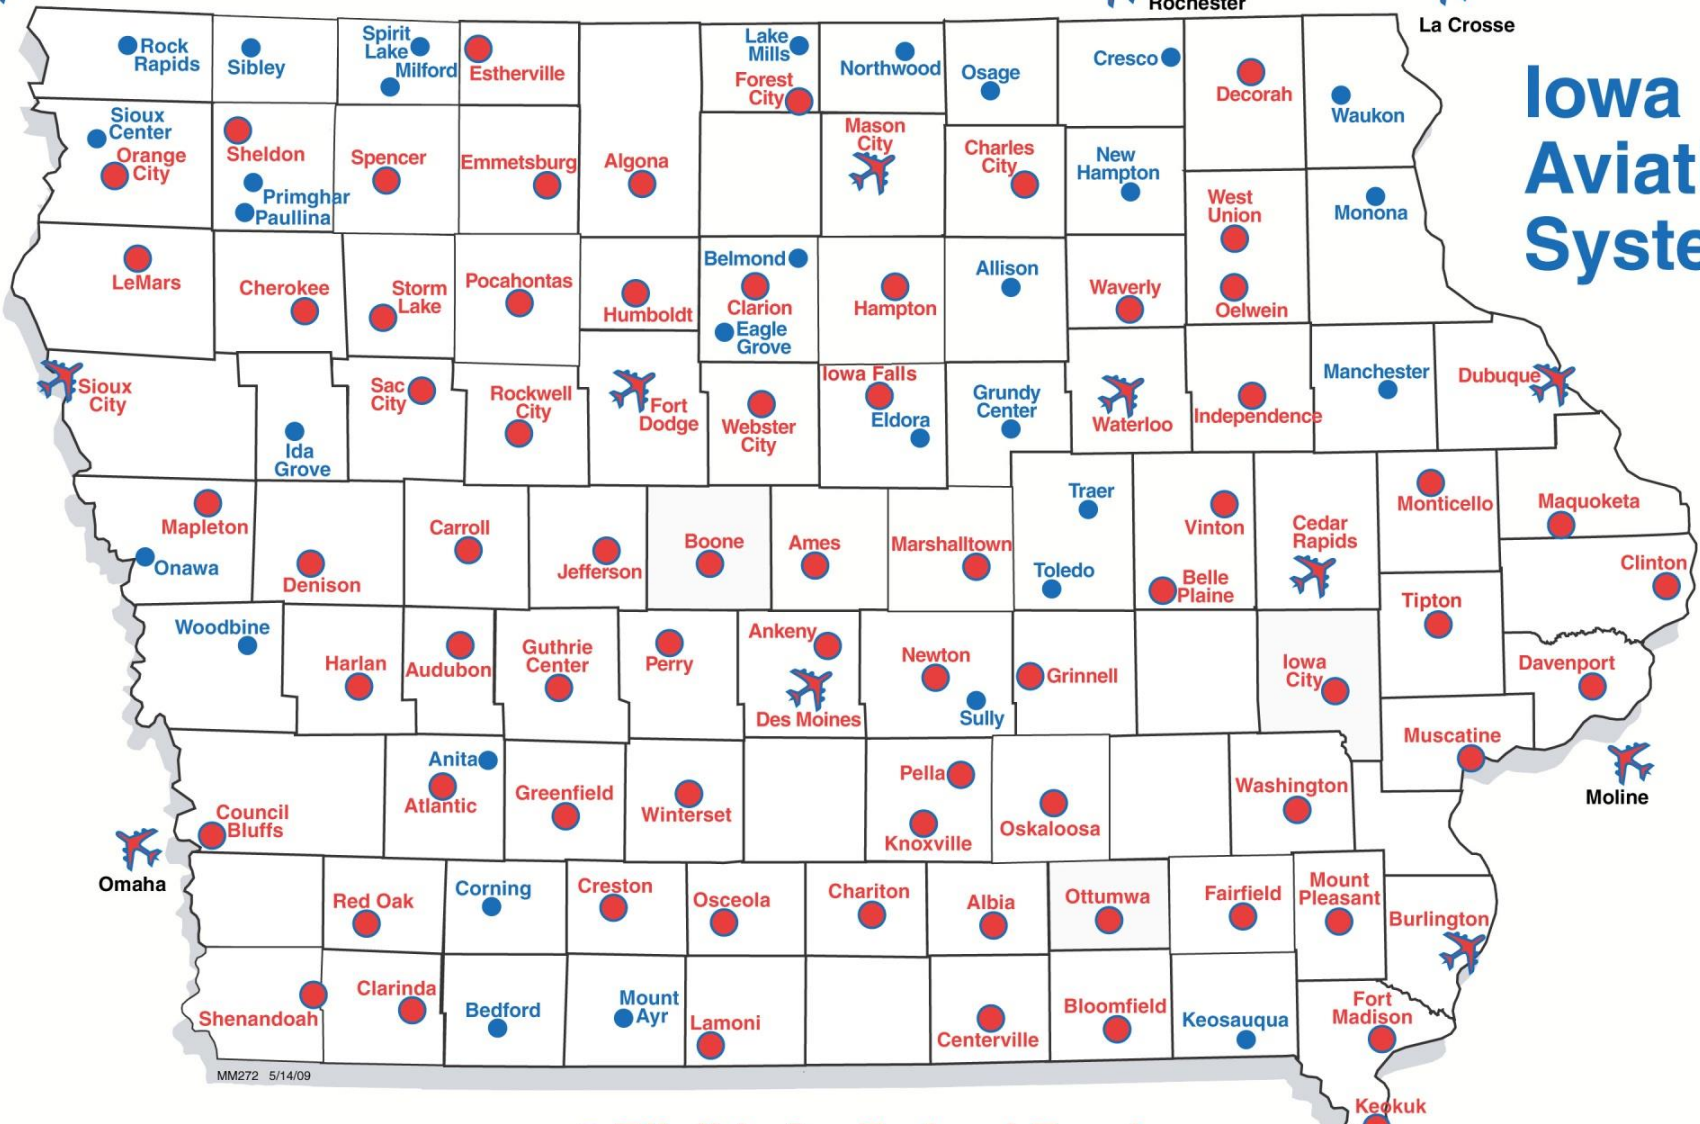 Rochester
La Crosse
Iowa
Aviat
Syste
Rock
Rapids
Sibley
Spirit
Lake
Milford
Estherville
Lake
Mills
Forest
City
Northwood
Osage
Cresco
Decorah
Waukon
Sioux
Center
Orange
City
Sheldon
Primghar
Paullina
Spencer
Emmetsburg
Algona
Mason
City
Charles
City
New
Hampton
West
Union
Monona
LeMars
Cherokee
Storm
Lake
Pocahontas
Humboldt
Belmond
Clarion
Eagle
Grove
Hampton
Allison
Waverly
Oelwein
Sioux
City
Ida
Grove
Sac
City
Rockwell
City
Fort
Dodge
Webster
City
Iowa Falls
Eldora
Grundy
Center
Waterloo
Independence
Manchester
Dubuque
Mapleton
Onawa
Denison
Carroll
Jefferson
Boone
Ames
Marshalltown
Traer
Toledo
Vinton
Belle
Plaine
Cedar
Rapids
Monticello
Maquoketa
Clinton
Tipton
Woodbine
Harlan
Audubon
Guthrie
Center
Perry
Ankeny
Des Moines
Newton
Sully
Grinnell
Iowa
City
Davenport
Muscatine
Moline
Council
Bluffs
Omaha
Anita
Atlantic
Greenfield
Winterset
Pella
Knoxville
Oskaloosa
Washington
Red Oak
Corning
Creston
Osceola
Chariton
Albia
Ottumwa
Fairfield
Mount
Pleasant
Burlington
Shenandoah
Clarinda
Bedford
Mount
Ayr
Lamoni
Centerville
Bloomfield
Keosauqua
Fort
Madison
Keokuk
MM272 5/14/09